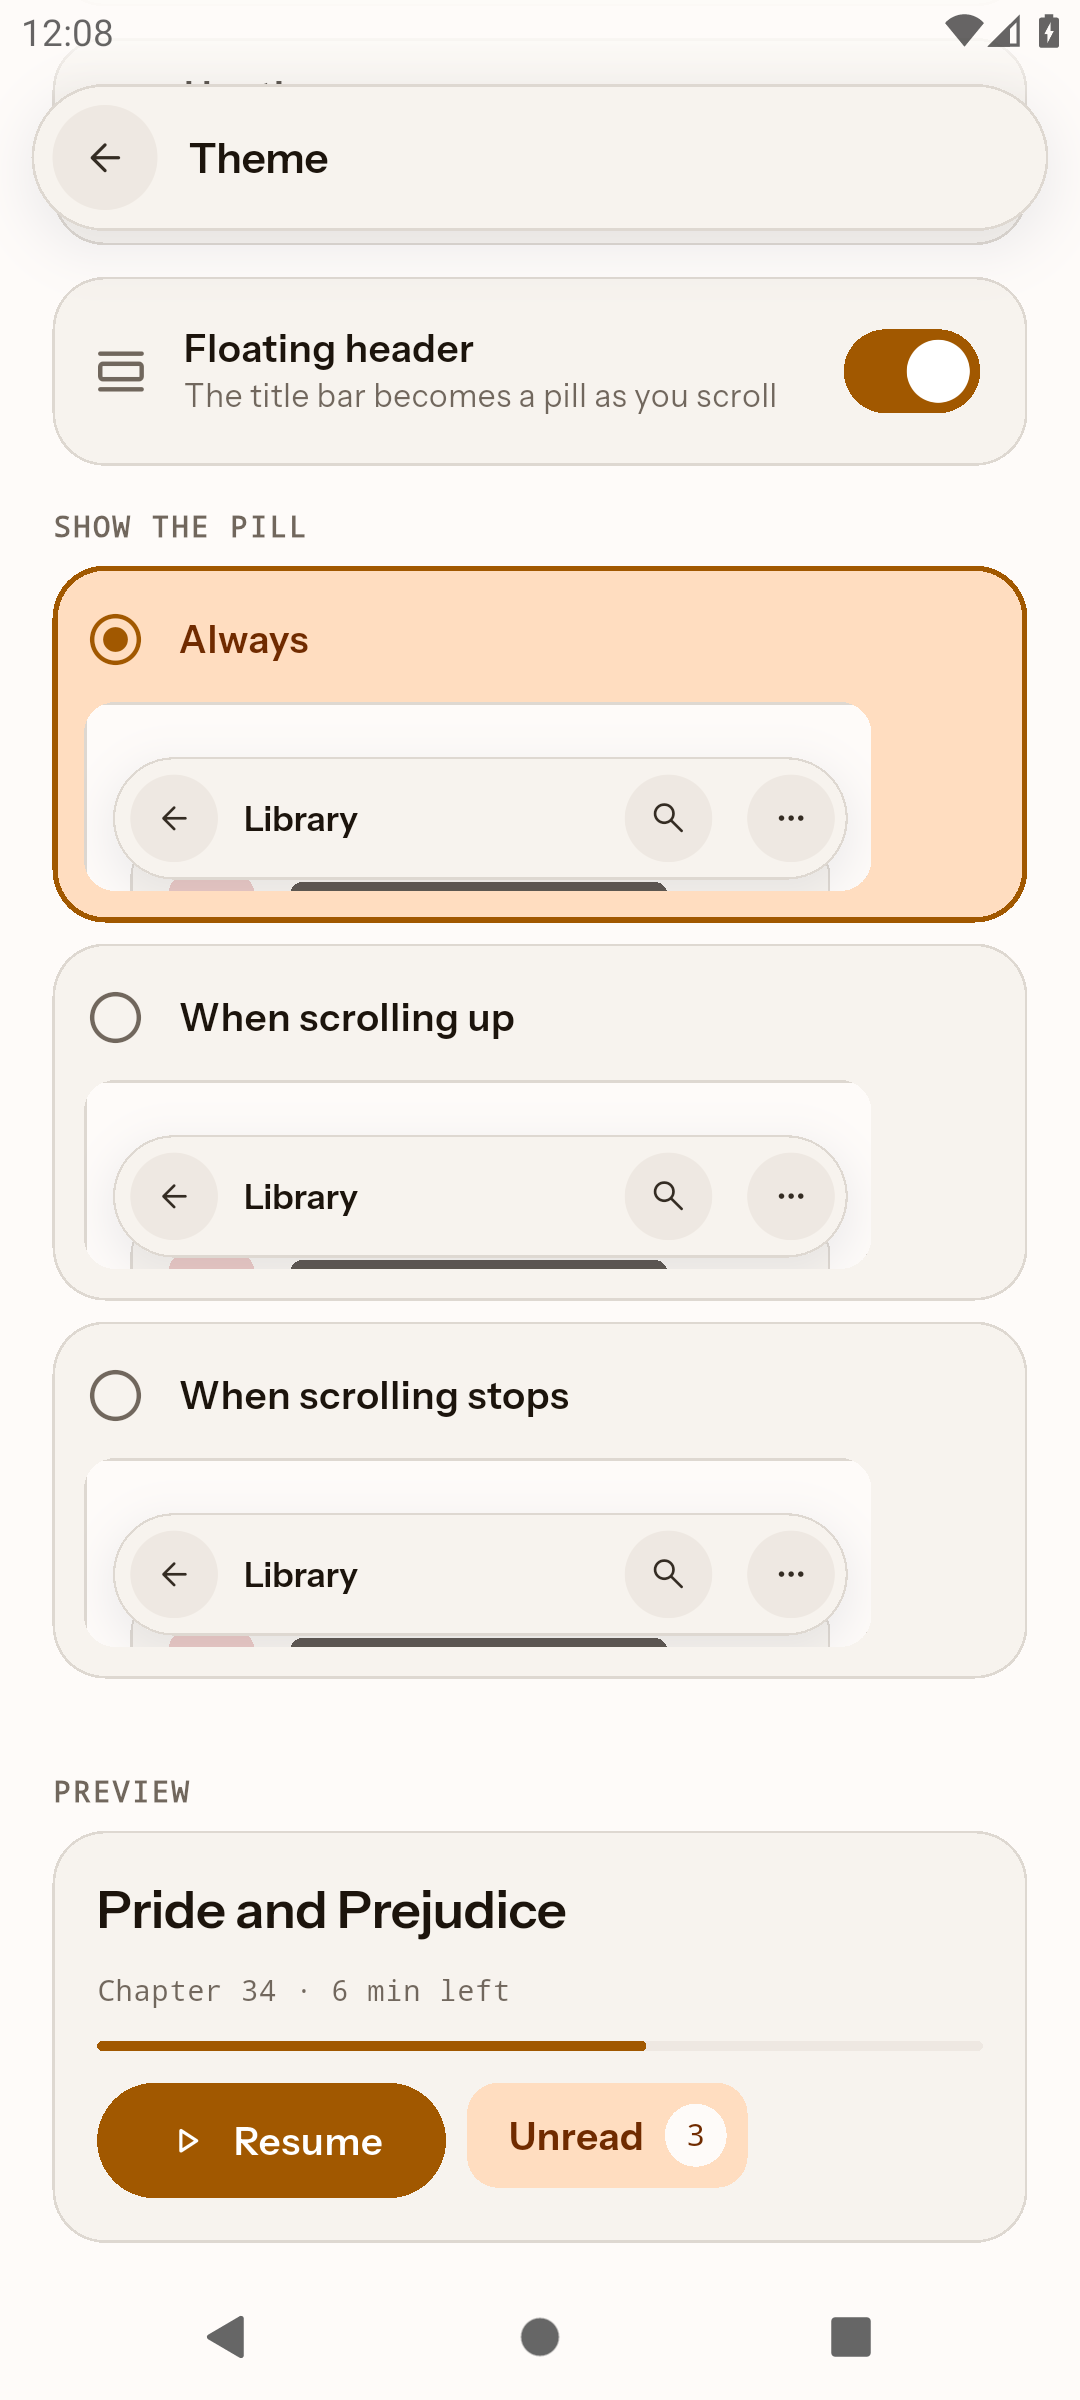 12:08
Theme
Floating header
The title bar becomes a pill as you scroll
SHOW THE PILL
Always
Library
When scrolling up
Library
When scrolling stops
Library
PREVIEW
Pride and Prejudice
Chapter 34 · 6 min left
Resume
Unread 3